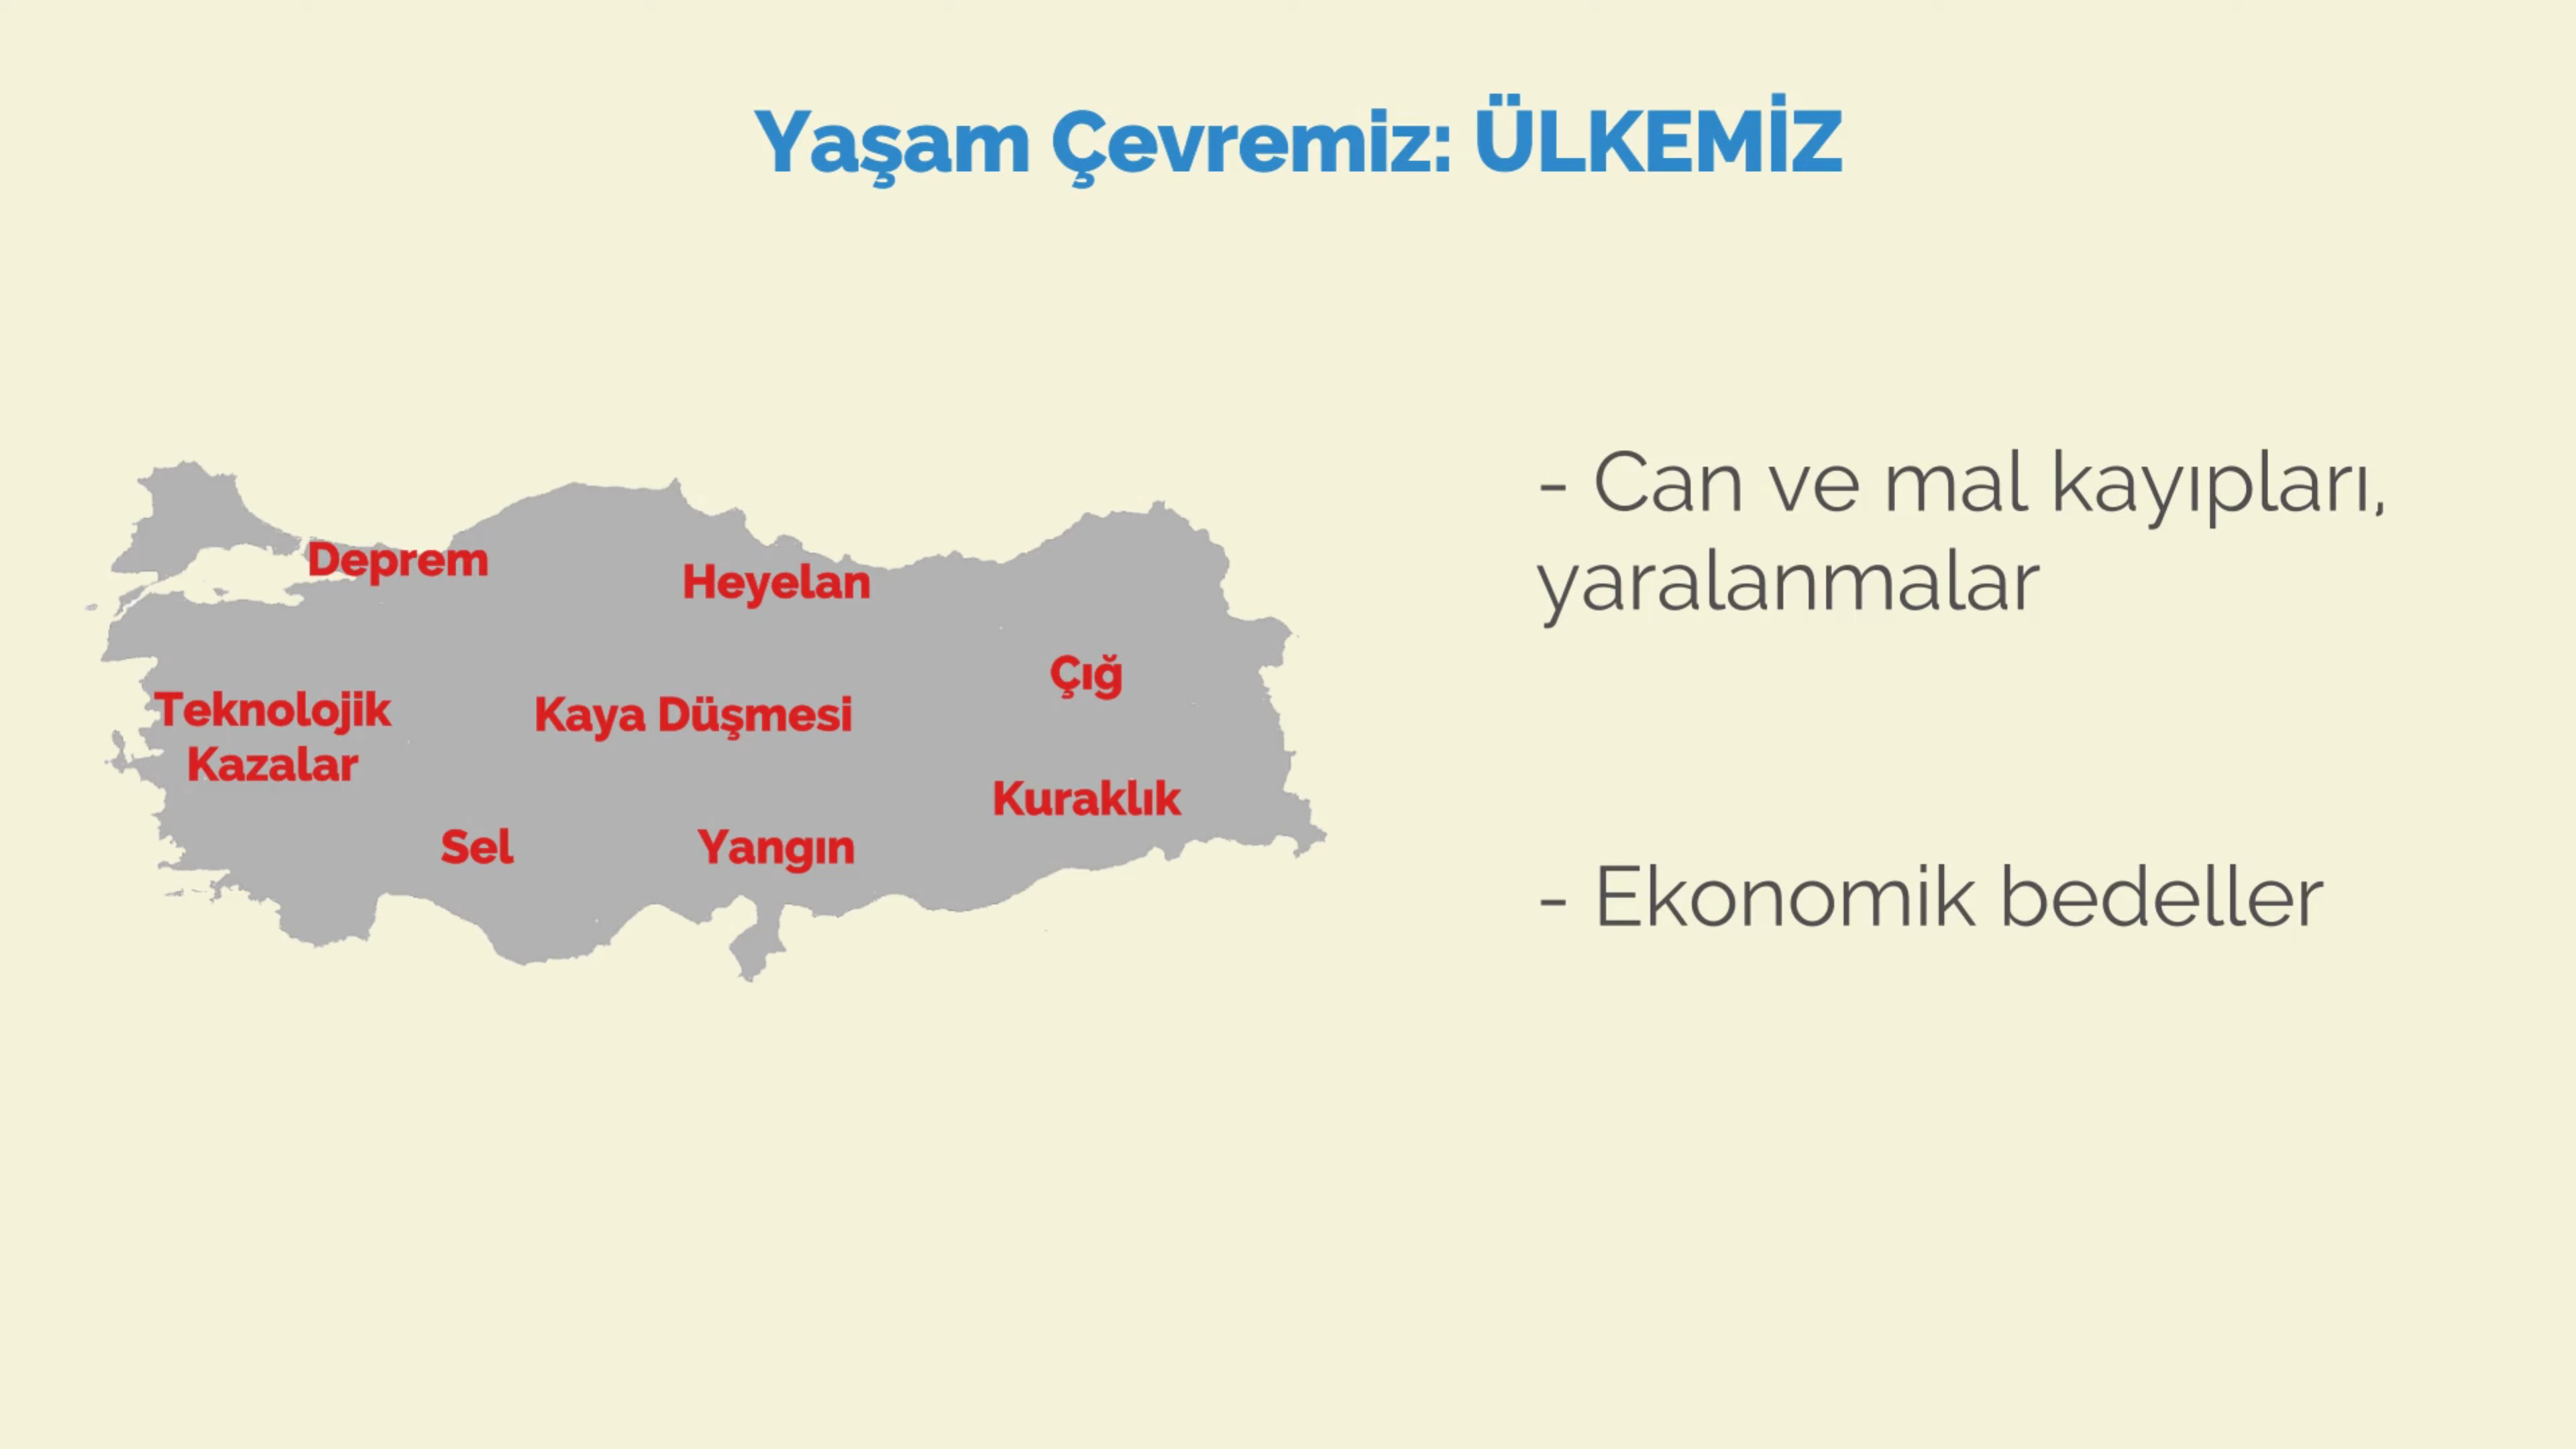 Yaşam Çevremiz: ÜLKEMİZ
Deprem
Heyelan
Çığ
Teknolojik
Kazalar
Kaya Düşmesi
Kuraklık
Sel
Yangın
- Can ve mal kayıpları,
yaralanmalar
- Ekonomik bedeller